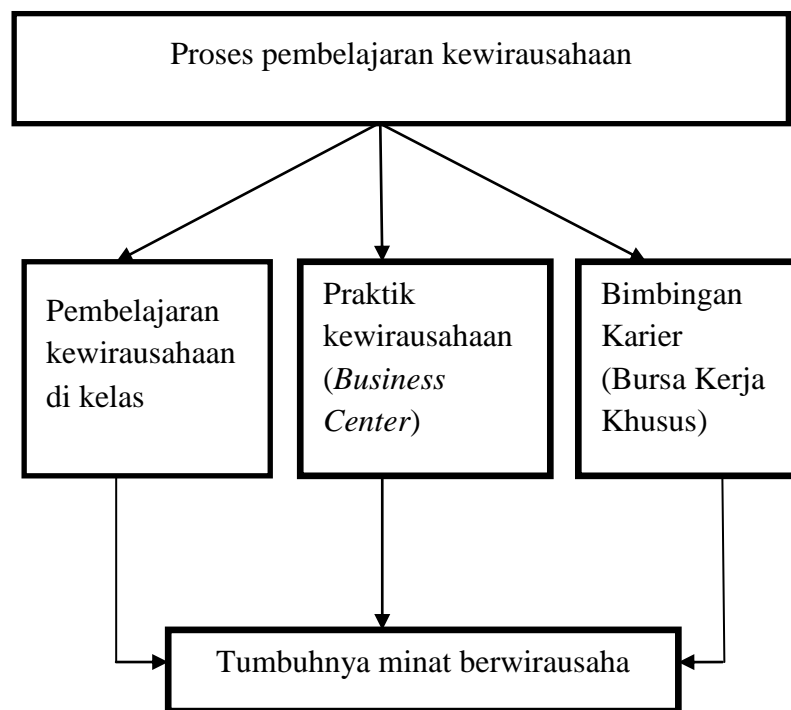 Proses pembelajaran kewirausahaan
Pembelajaran
kewirausahaan
di kelas
Praktik
kewirausahaan
(Business
Center)
Bimbingan
Karier
(Bursa Kerja
Khusus)
Tumbuhnya minat berwirausaha